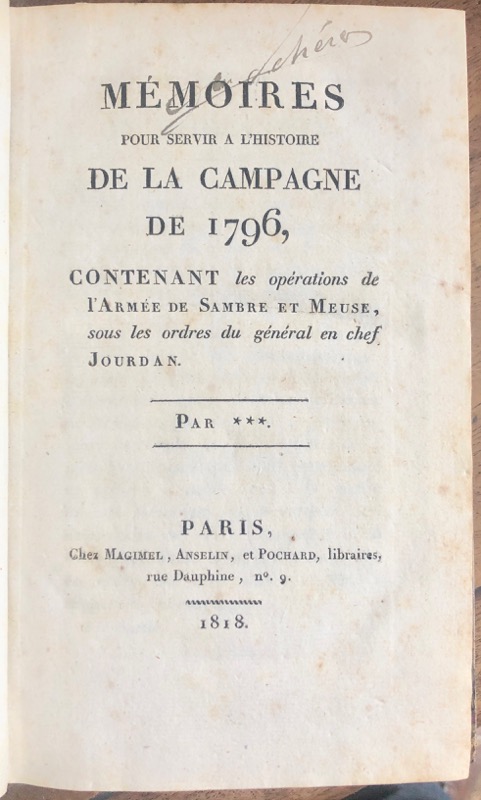 MÉMOIRES
POUR SERVIR A L'HISTOIRE
DE LA CAMPAGNE
DE 1796,
CONTENANT les opérations de
l'ARMÉE DE SAMBRE ET MEUSE,
sous les ordres du général en chef
JOURDAN.
PAR ***.
PARIS,
Chez MAGIMEL, ANSELIN, et POCHARD, libraires,
rue Dauphine, nº. 9.
1818.